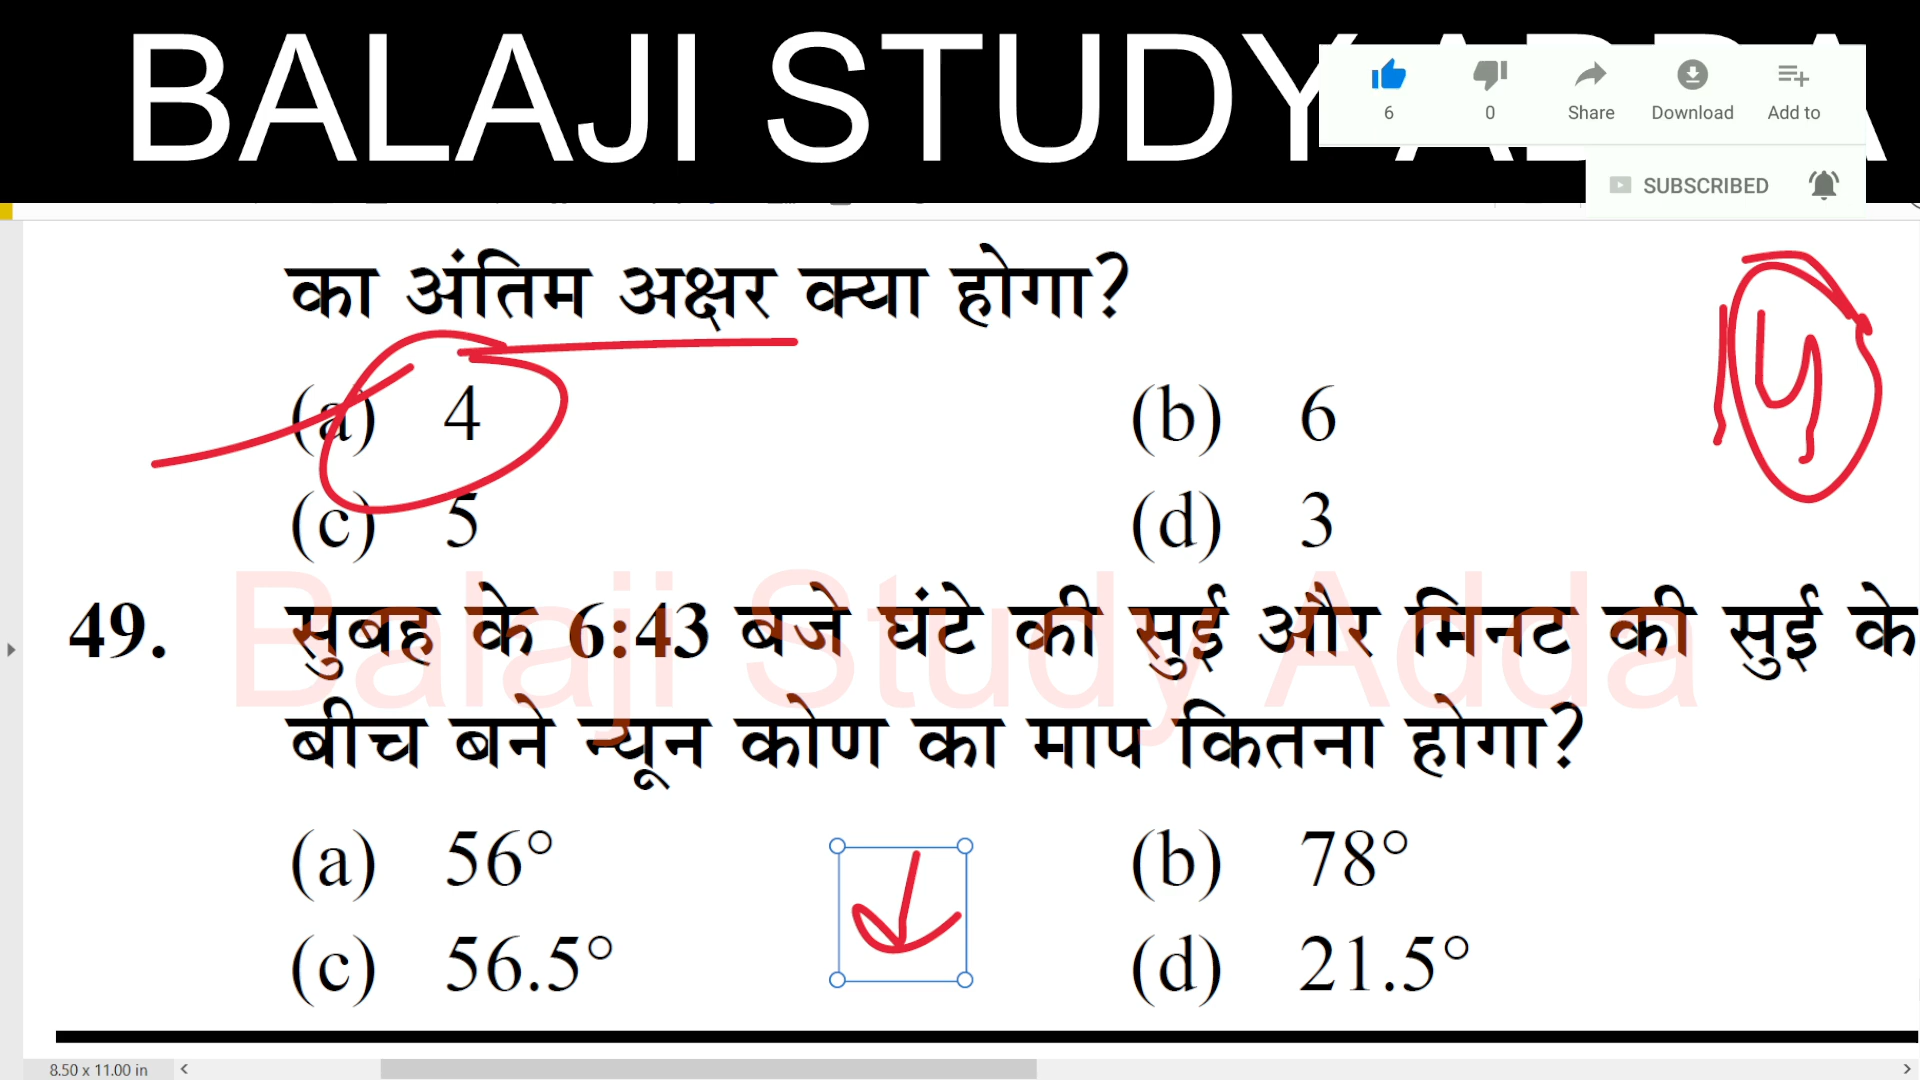 BALAJI STUDY ADDA
6 0 Share Download Add to
SUBSCRIBED
का अंतिम अक्षर क्या होगा?
(a) 4 (b) 6
(c) 5 (d) 3
49. सुबह के 6:43 बजे घंटे की सुई और मिनट की सुई के
बीच बने न्यून कोण का माप कितना होगा?
Balaji Study Adda
(a) 56° (b) 78°
(c) 56.5° (d) 21.5°
8.50 x 11.00 in